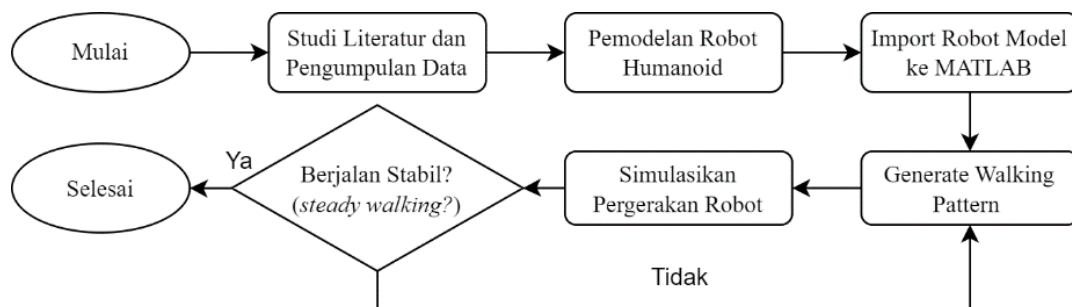 Mulai
Studi Literatur dan
Pengumpulan Data
Pemodelan Robot
Humanoid
Import Robot Model
ke MATLAB
Generate Walking
Pattern
Simulasikan
Pergerakan Robot
Berjalan Stabil?
(steady walking?)
Ya
Selesai
Tidak